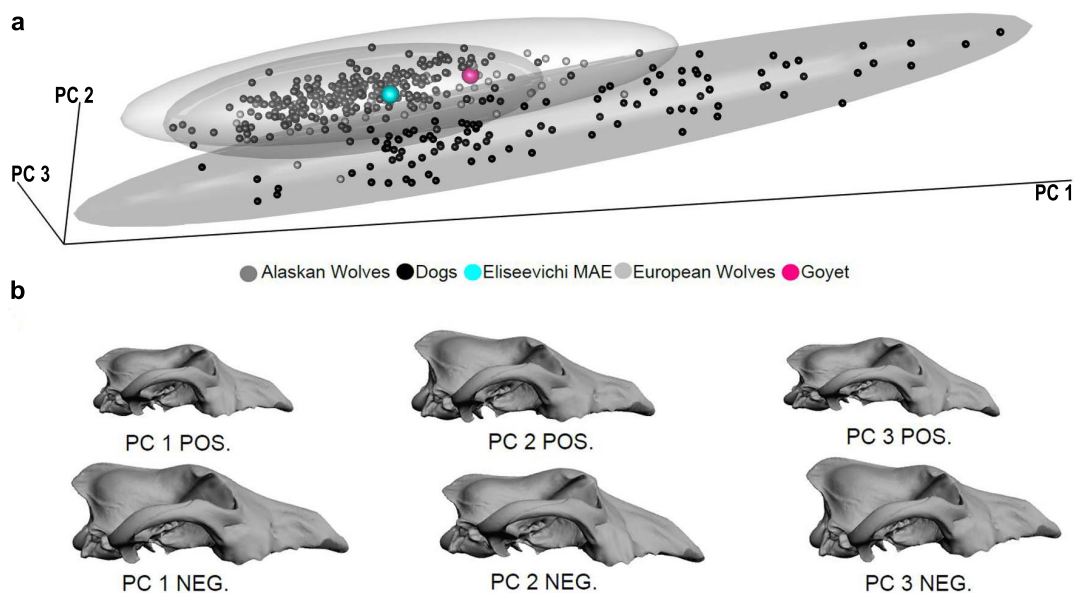 a
PC 2
PC 3
PC 1
Alaskan Wolves Dogs Eliseevichi MAE European Wolves Goyet
b
PC 1 POS. PC 2 POS. PC 3 POS.
PC 1 NEG. PC 2 NEG. PC 3 NEG.